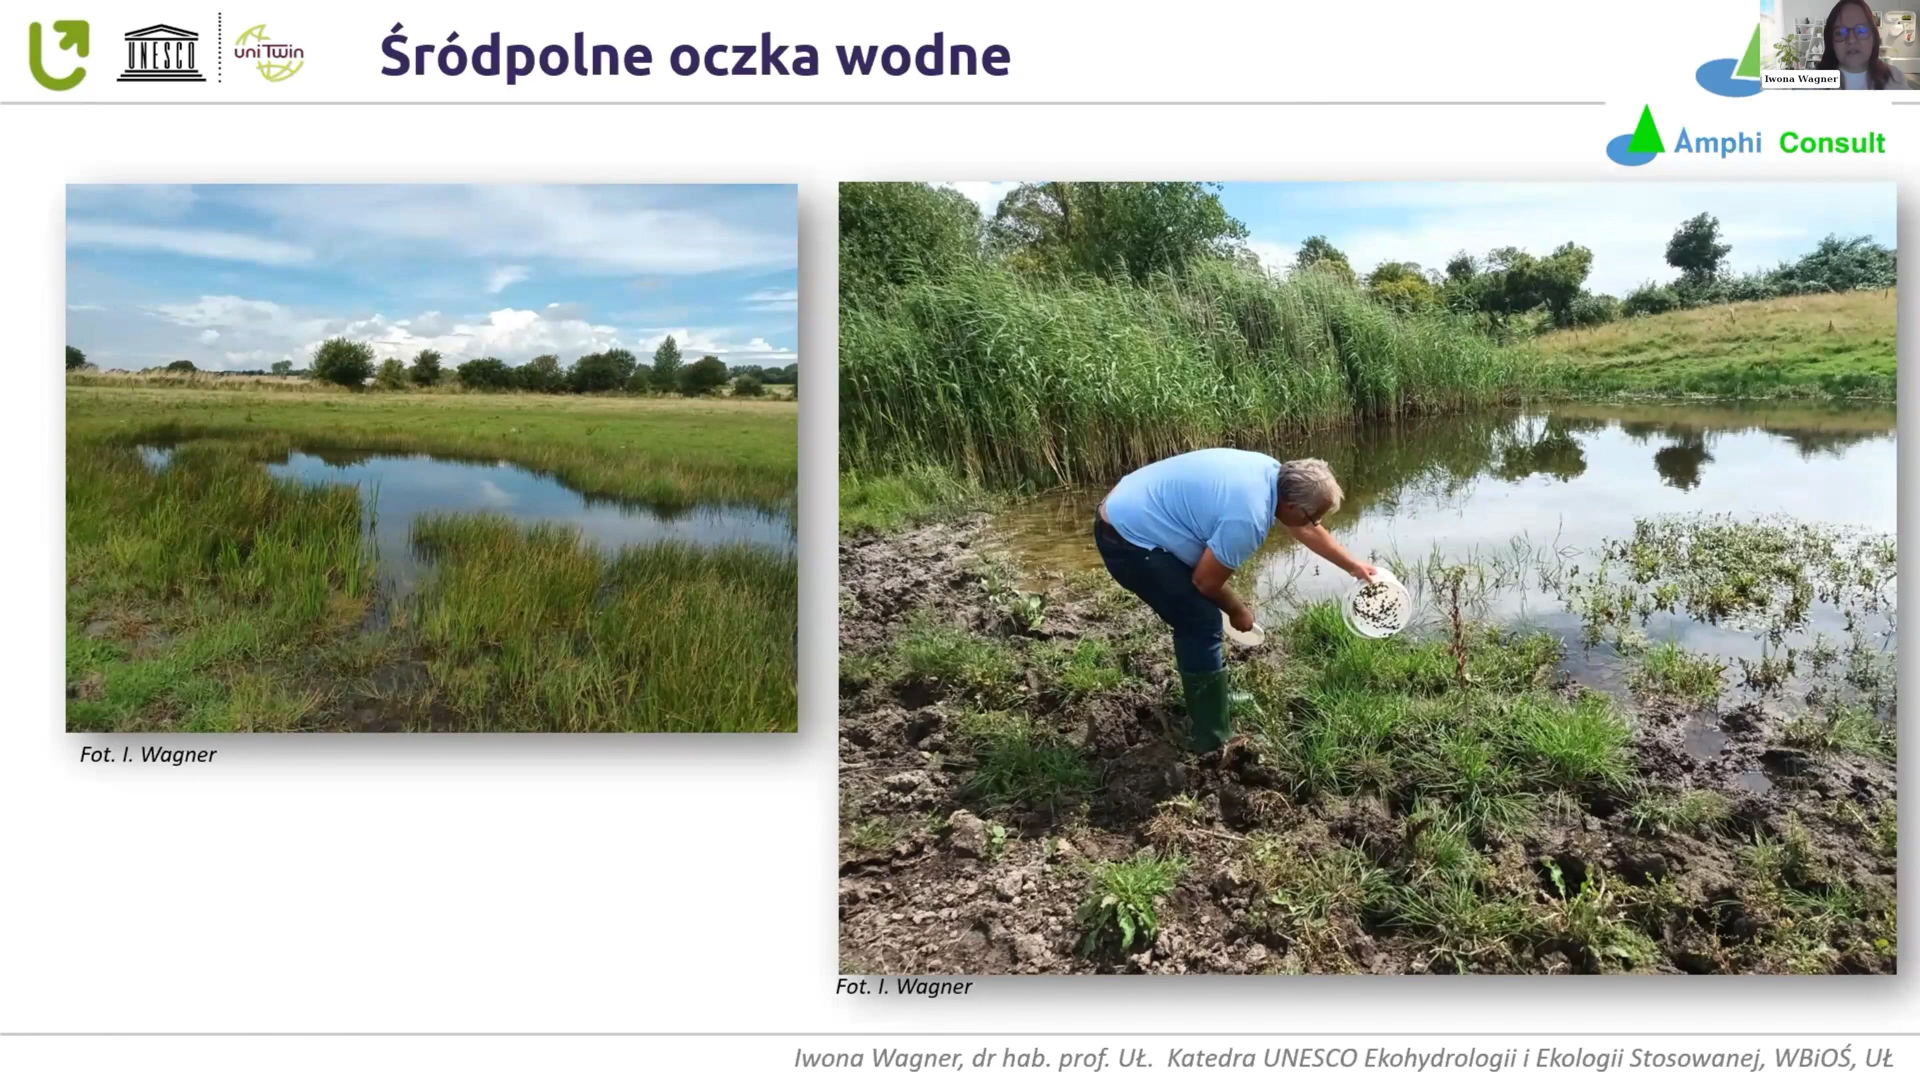 UNESCO
uniTwin
Śródpolne oczka wodne
Iwona Wagner
Amphi Consult
Fot. I. Wagner
Fot. I. Wagner
Iwona Wagner, dr hab. prof. UŁ. Katedra UNESCO Ekohydrologii i Ekologii Stosowanej, WBiOŚ, UŁ